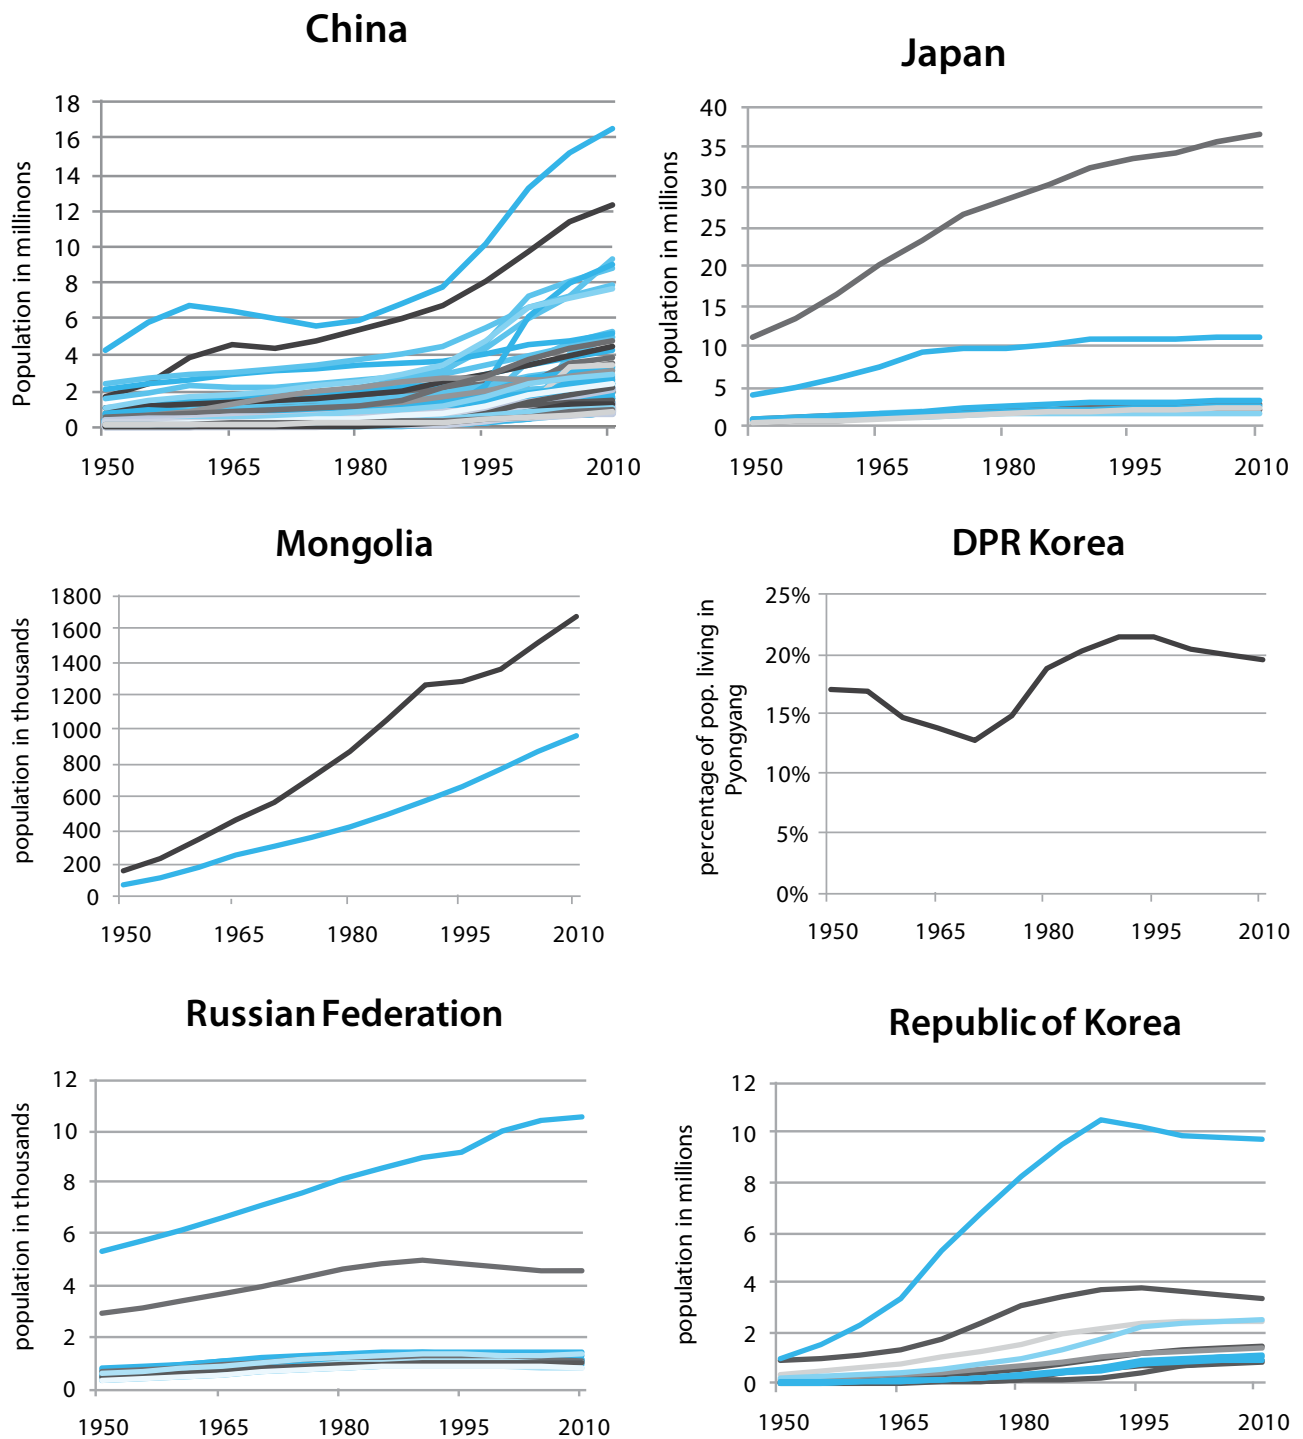 China
Population in millinons
18
16
14
12
10
8
6
4
2
0
1950 1965 1980 1995 2010
Japan
population in millions
40
35
30
25
20
15
10
5
0
1950 1965 1980 1995 2010
Mongolia
population in thousands
1800
1600
1400
1200
1000
800
600
400
200
0
1950 1965 1980 1995 2010
DPR Korea
percentage of pop. living in
Pyongyang
25%
20%
15%
10%
5%
0%
1950 1965 1980 1995 2010
Russian Federation
population in thousands
12
10
8
6
4
2
0
1950 1965 1980 1995 2010
Republic of Korea
population in millions
12
10
8
6
4
2
0
1950 1965 1980 1995 2010